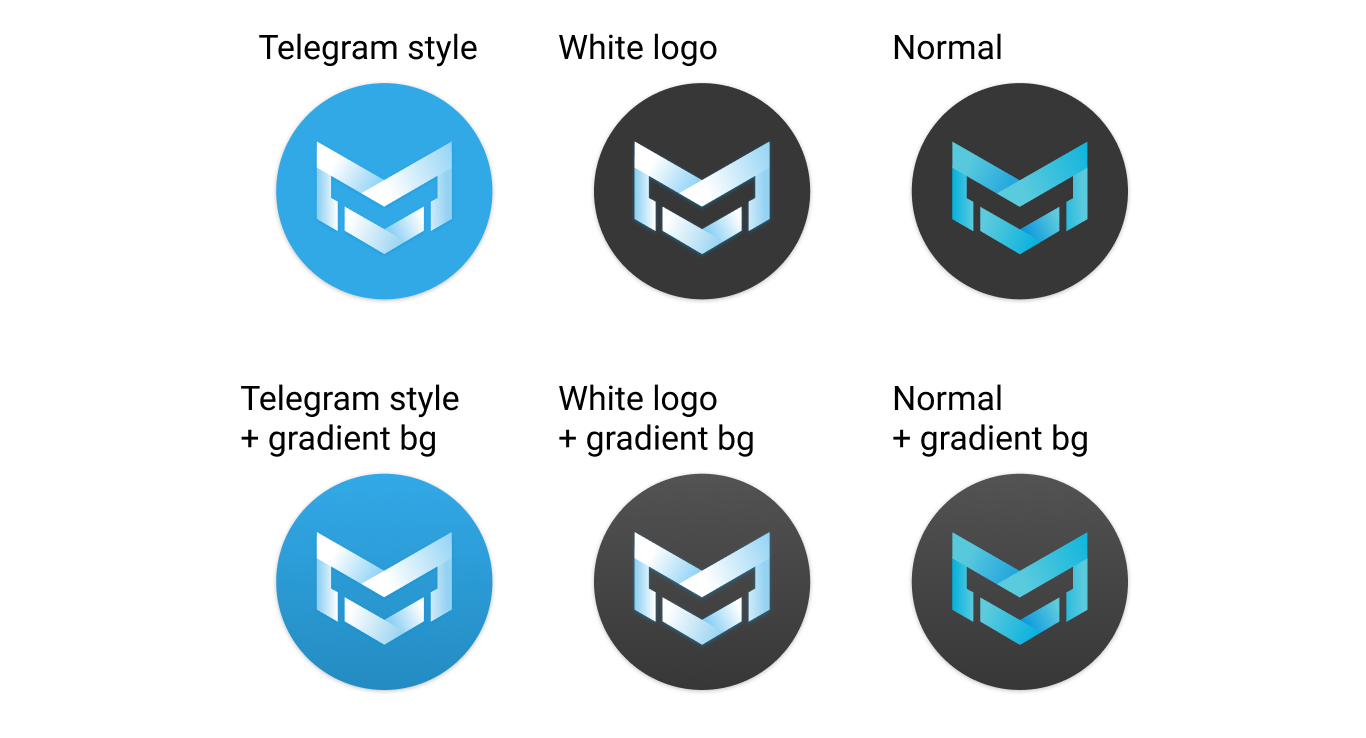 Telegram style
White logo
Normal
Telegram style
+ gradient bg
White logo
+ gradient bg
Normal
+ gradient bg